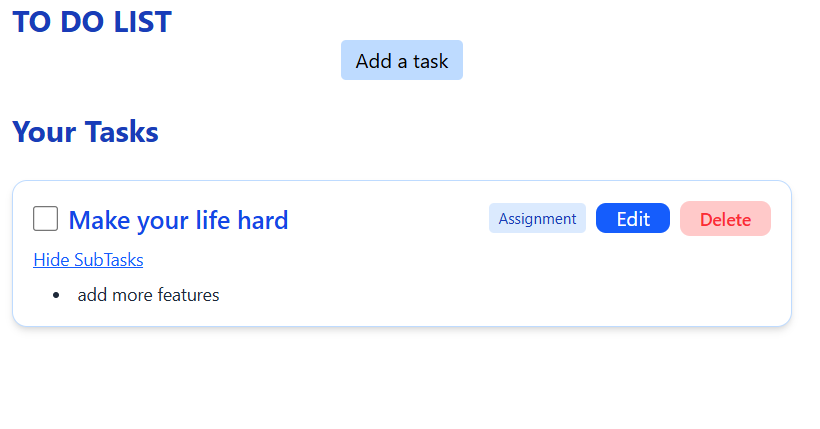 TO DO LIST
Add a task
Your Tasks
Make your life hard Assignment Edit Delete
Hide SubTasks
• add more features